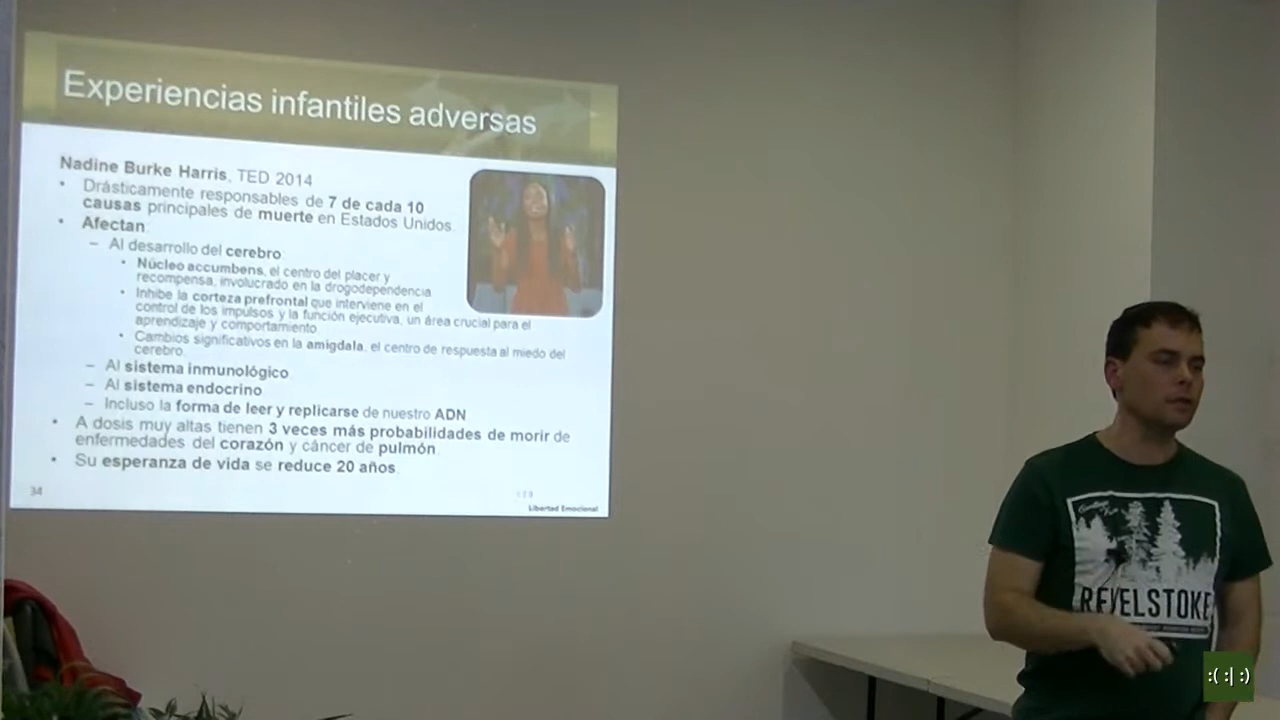 Experiencias infantiles adversas
Nadine Burke Harris, TED 2014
• Drásticamente responsables de 7 de cada 10
causas principales de muerte en Estados Unidos.
• Afectan
– Al desarrollo del cerebro
• Núcleo accumbens, el centro del placer y
recompensa, involucrado en la drogodependencia
• Inhibe la corteza prefrontal que interviene en el
control de los impulsos y la función ejecutiva, un área crucial para el
aprendizaje y comportamiento
• Cambios significativos en la amigdala, el centro de respuesta al miedo del
cerebro.
– Al sistema inmunológico
– Al sistema endocrino
– Incluso la forma de leer y replicarse de nuestro ADN
• A dosis muy altas tienen 3 veces más probabilidades de morir de
enfermedades del corazón y cáncer de pulmón
• Su esperanza de vida se reduce 20 años.
34
Libertad Emocional
REVELSTOKE
:(:|:)